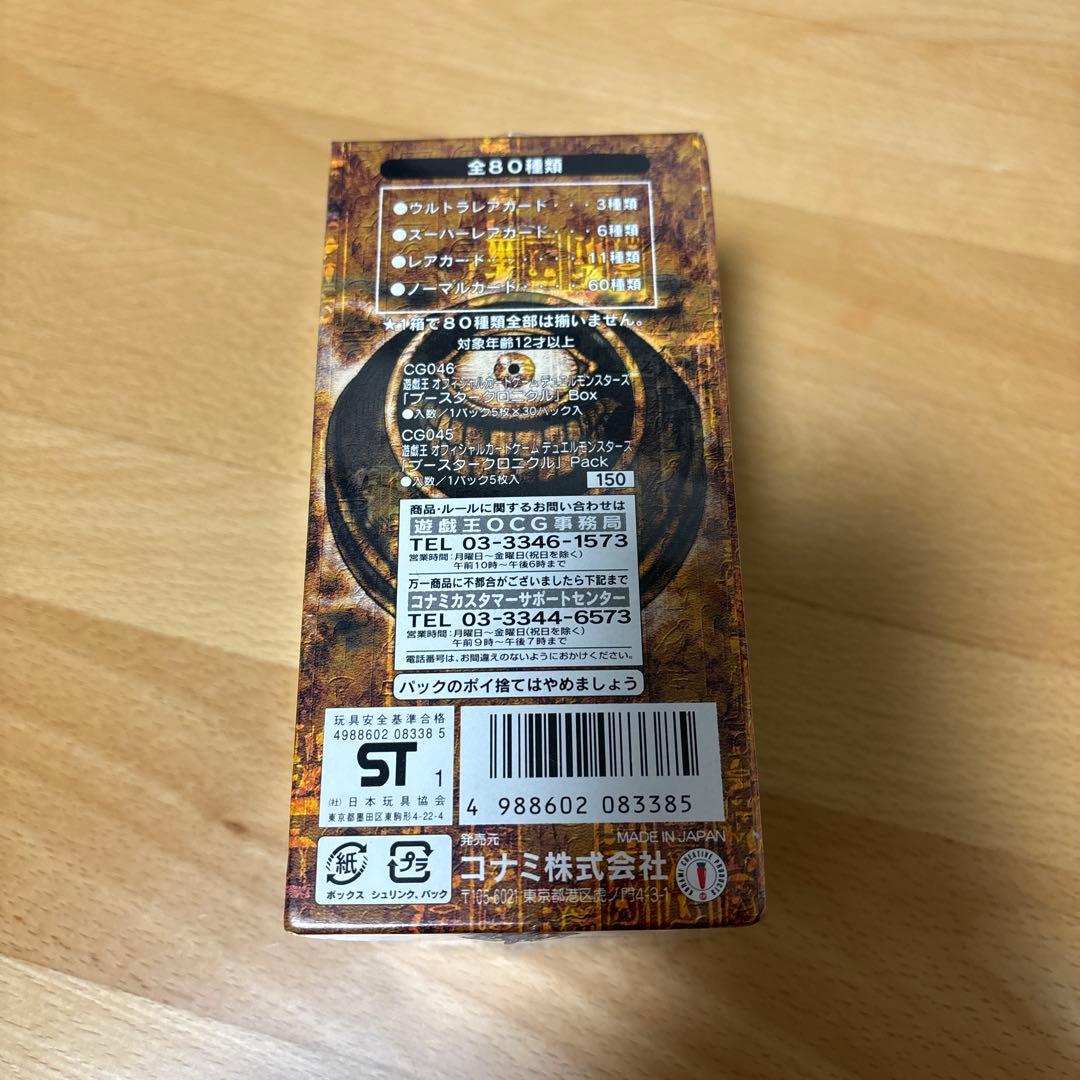 全80種類
●ウルトラレアカード・・・3種類
●スーパーレアカード・・・6種類
●レアカード・・・・・・11種類
●ノーマルカード・・・・60種類
★1箱で80種類全部は揃いません。
対象年齢12才以上
CG046
遊戯王 オフィシャルカードゲーム デュエルモンスターズ
「ブースタークロニクル」Box
●入数/1パック5枚×30パック入
CG045
遊戯王 オフィシャルカードゲーム デュエルモンスターズ
「ブースタークロニクル」Pack
●入数/1パック5枚入 150
商品・ルールに関するお問い合わせは
遊戯王OCG事務局
TEL 03-3346-1573
営業時間:月曜日～金曜日(祝日を除く)
午前10時～午後6時まで
万一商品に不都合がございましたら下記まで
コナミカスタマーサポートセンター
TEL 03-3344-6573
営業時間:月曜日～金曜日(祝日を除く)
午前9時～午後7時まで
電話番号は、お間違えのないようにおかけください。
パックのポイ捨てはやめましょう
玩具安全基準合格
4988602 08338 5
ST 1
(社)日本玩具協会
東京都墨田区東駒形4-22-4
4 988602 083385
紙
ボックス
プラ
シュリンク、パック
発売元
MADE IN JAPAN
コナミ株式会社
〒105-6021 東京都港区虎ノ門4-3-1
KONAMI CREATIVE PRODUCTS